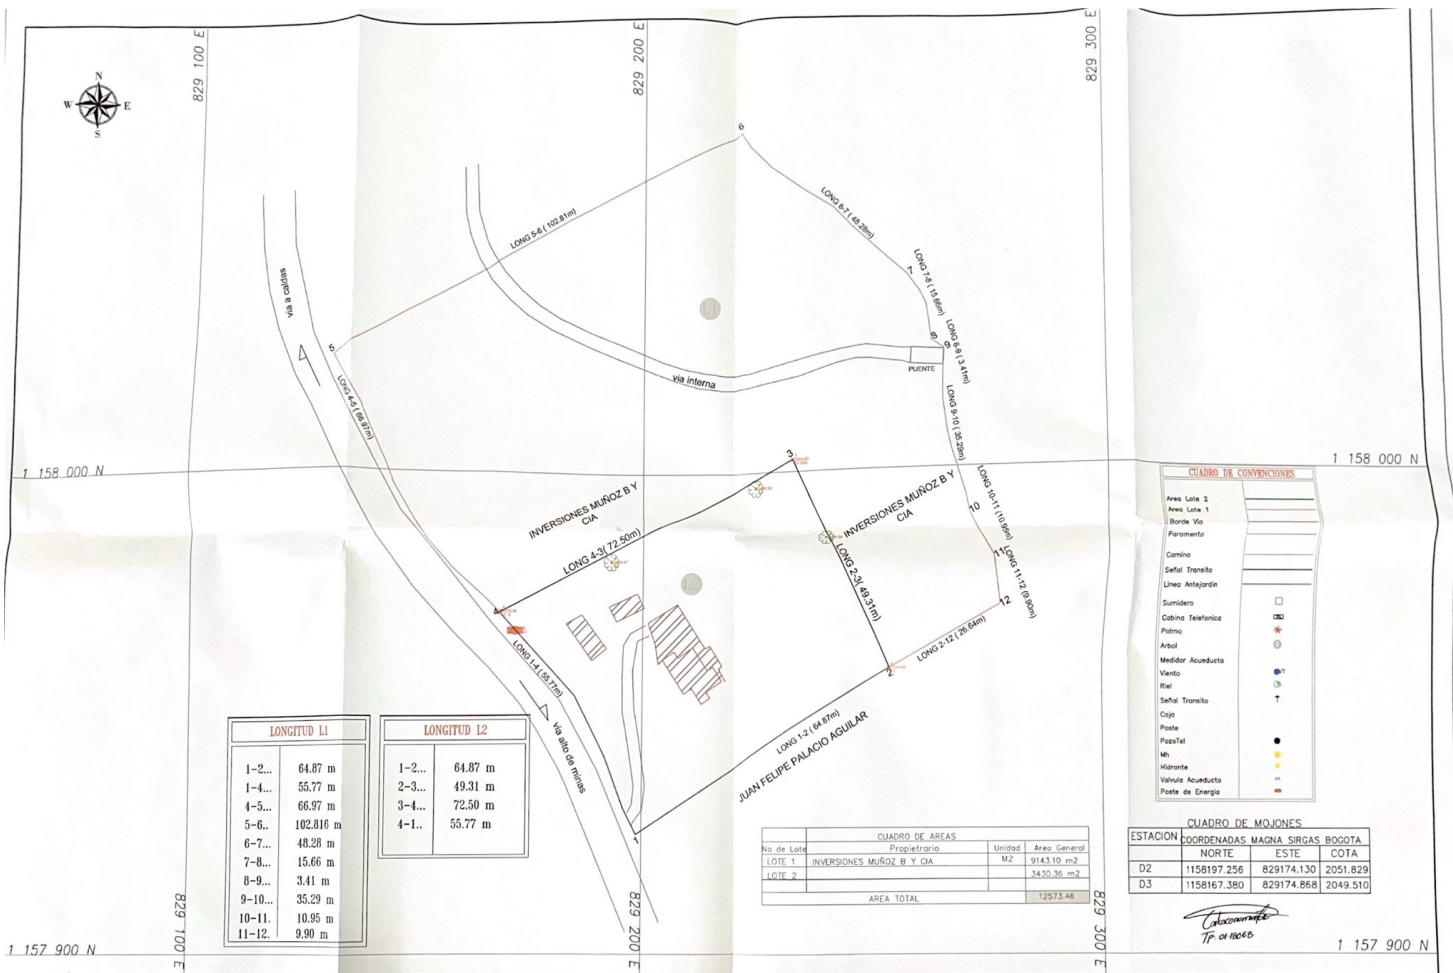 829 100 E
829 200 E
829 300 E
N
W
E
S
6
LONG 5-6 ( 102.81m)
LONG 6-7 ( 48.28m)
7
LONG 7-8 ( 15.66m)
8
9
LONG 8-9 ( 3.41m)
PUENTE
L1
via a caldas
5
via interna
LONG 4-5 ( 66.97m)
LONG 9-10 ( 35.29m)
1 158 000 N
1 158 000 N
3
INVERSIONES MUÑOZ B Y
CIA
INVERSIONES MUÑOZ B Y
CIA
LONG 10-11 (10.95m)
10
LONG 4-3( 72.50m)
LONG 2-3( 49.31m)
11
LONG 11-12 (9.90m)
12
4
LONG 1-4 ( 55.77m)
LONG 2-12 ( 26.64m)
2
LONG 1-2 ( 64.87m)
JUAN FELIPE PALACIO AGUILAR
via alto de minas
1
CUADRO DE CONVENCIONES
Area Lote 2
Area Lote 1
Borde Via
Paramento
Camino
Señal Transito
Linea Antejardin
Sumidero
Cabina Telefonica
Palma
Arbol
Medidor Acueducto
Viento
Riel
Señal Transito
Caja
Poste
PozoTel
Mh
Hidrante
Valvula Acueducto
Poste de Energia
LONGITUD L1
1-2... 64.87 m
1-4... 55.77 m
4-5... 66.97 m
5-6.. 102.816 m
6-7... 48.28 m
7-8... 15.66 m
8-9... 3.41 m
9-10... 35.29 m
10-11. 10.95 m
11-12. 9.90 m
LONGITUD L2
1-2... 64.87 m
2-3... 49.31 m
3-4... 72.50 m
4-1.. 55.77 m
CUADRO DE AREAS
No de Lote Propietrario Unidad Area General
LOTE 1 INVERSIONES MUÑOZ B Y CIA M2 9143.10 m2
LOTE 2 3430.36 m2
AREA TOTAL 12573.46
CUADRO DE MOJONES
ESTACION COORDENADAS MAGNA SIRGAS BOGOTA
NORTE ESTE COTA
D2 1158197.256 829174.130 2051.829
D3 1158167.380 829174.868 2049.510
829 100 E
829 200 E
829 300 E
1 157 900 N
1 157 900 N